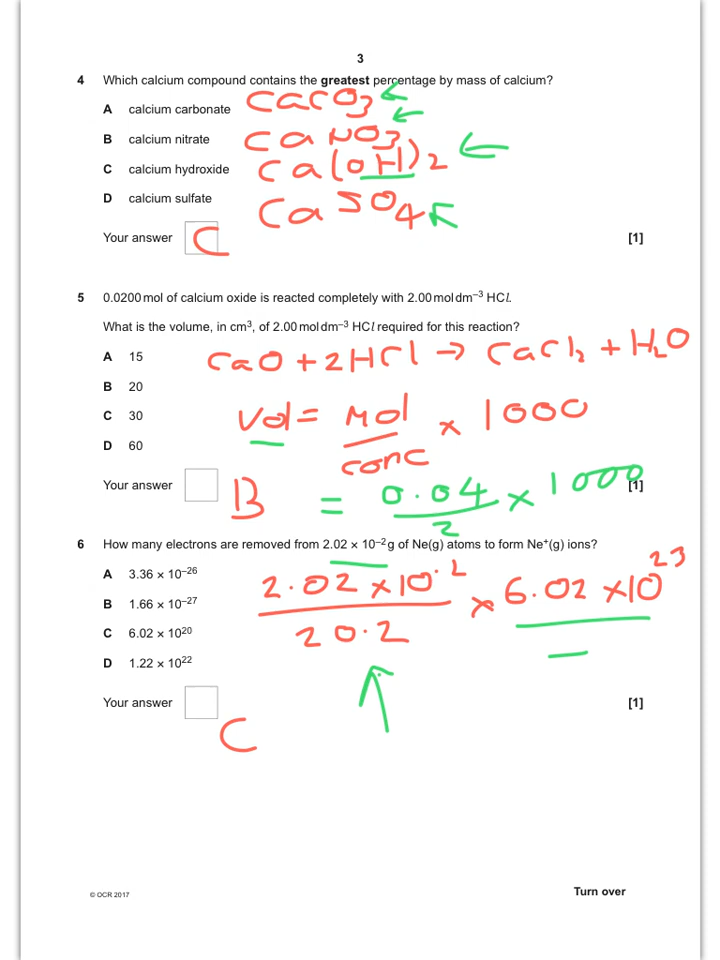 3
4 Which calcium compound contains the greatest percentage by mass of calcium?
A calcium carbonate CaCO3 ←
←
B calcium nitrate CaNO3
C calcium hydroxide Ca(OH)2 ←
D calcium sulfate CaSO4 ←
Your answer C [1]
5 0.0200 mol of calcium oxide is reacted completely with 2.00 mol dm⁻³ HCl.
What is the volume, in cm³, of 2.00 mol dm⁻³ HCl required for this reaction?
A 15 CaO + 2HCl → CaCl₂ + H₂O
B 20
C 30 Vol = Mol/conc × 1000
D 60
Your answer B = 0.04/2 × 1000 [1]
6 How many electrons are removed from 2.02 × 10⁻² g of Ne(g) atoms to form Ne⁺(g) ions?
A 3.36 × 10⁻²⁶
B 1.66 × 10⁻²⁷ 2.02 × 10⁻²/20.2 × 6.02 × 10²³
C 6.02 × 10²⁰
D 1.22 × 10²²
Your answer C [1]
© OCR 2017 Turn over